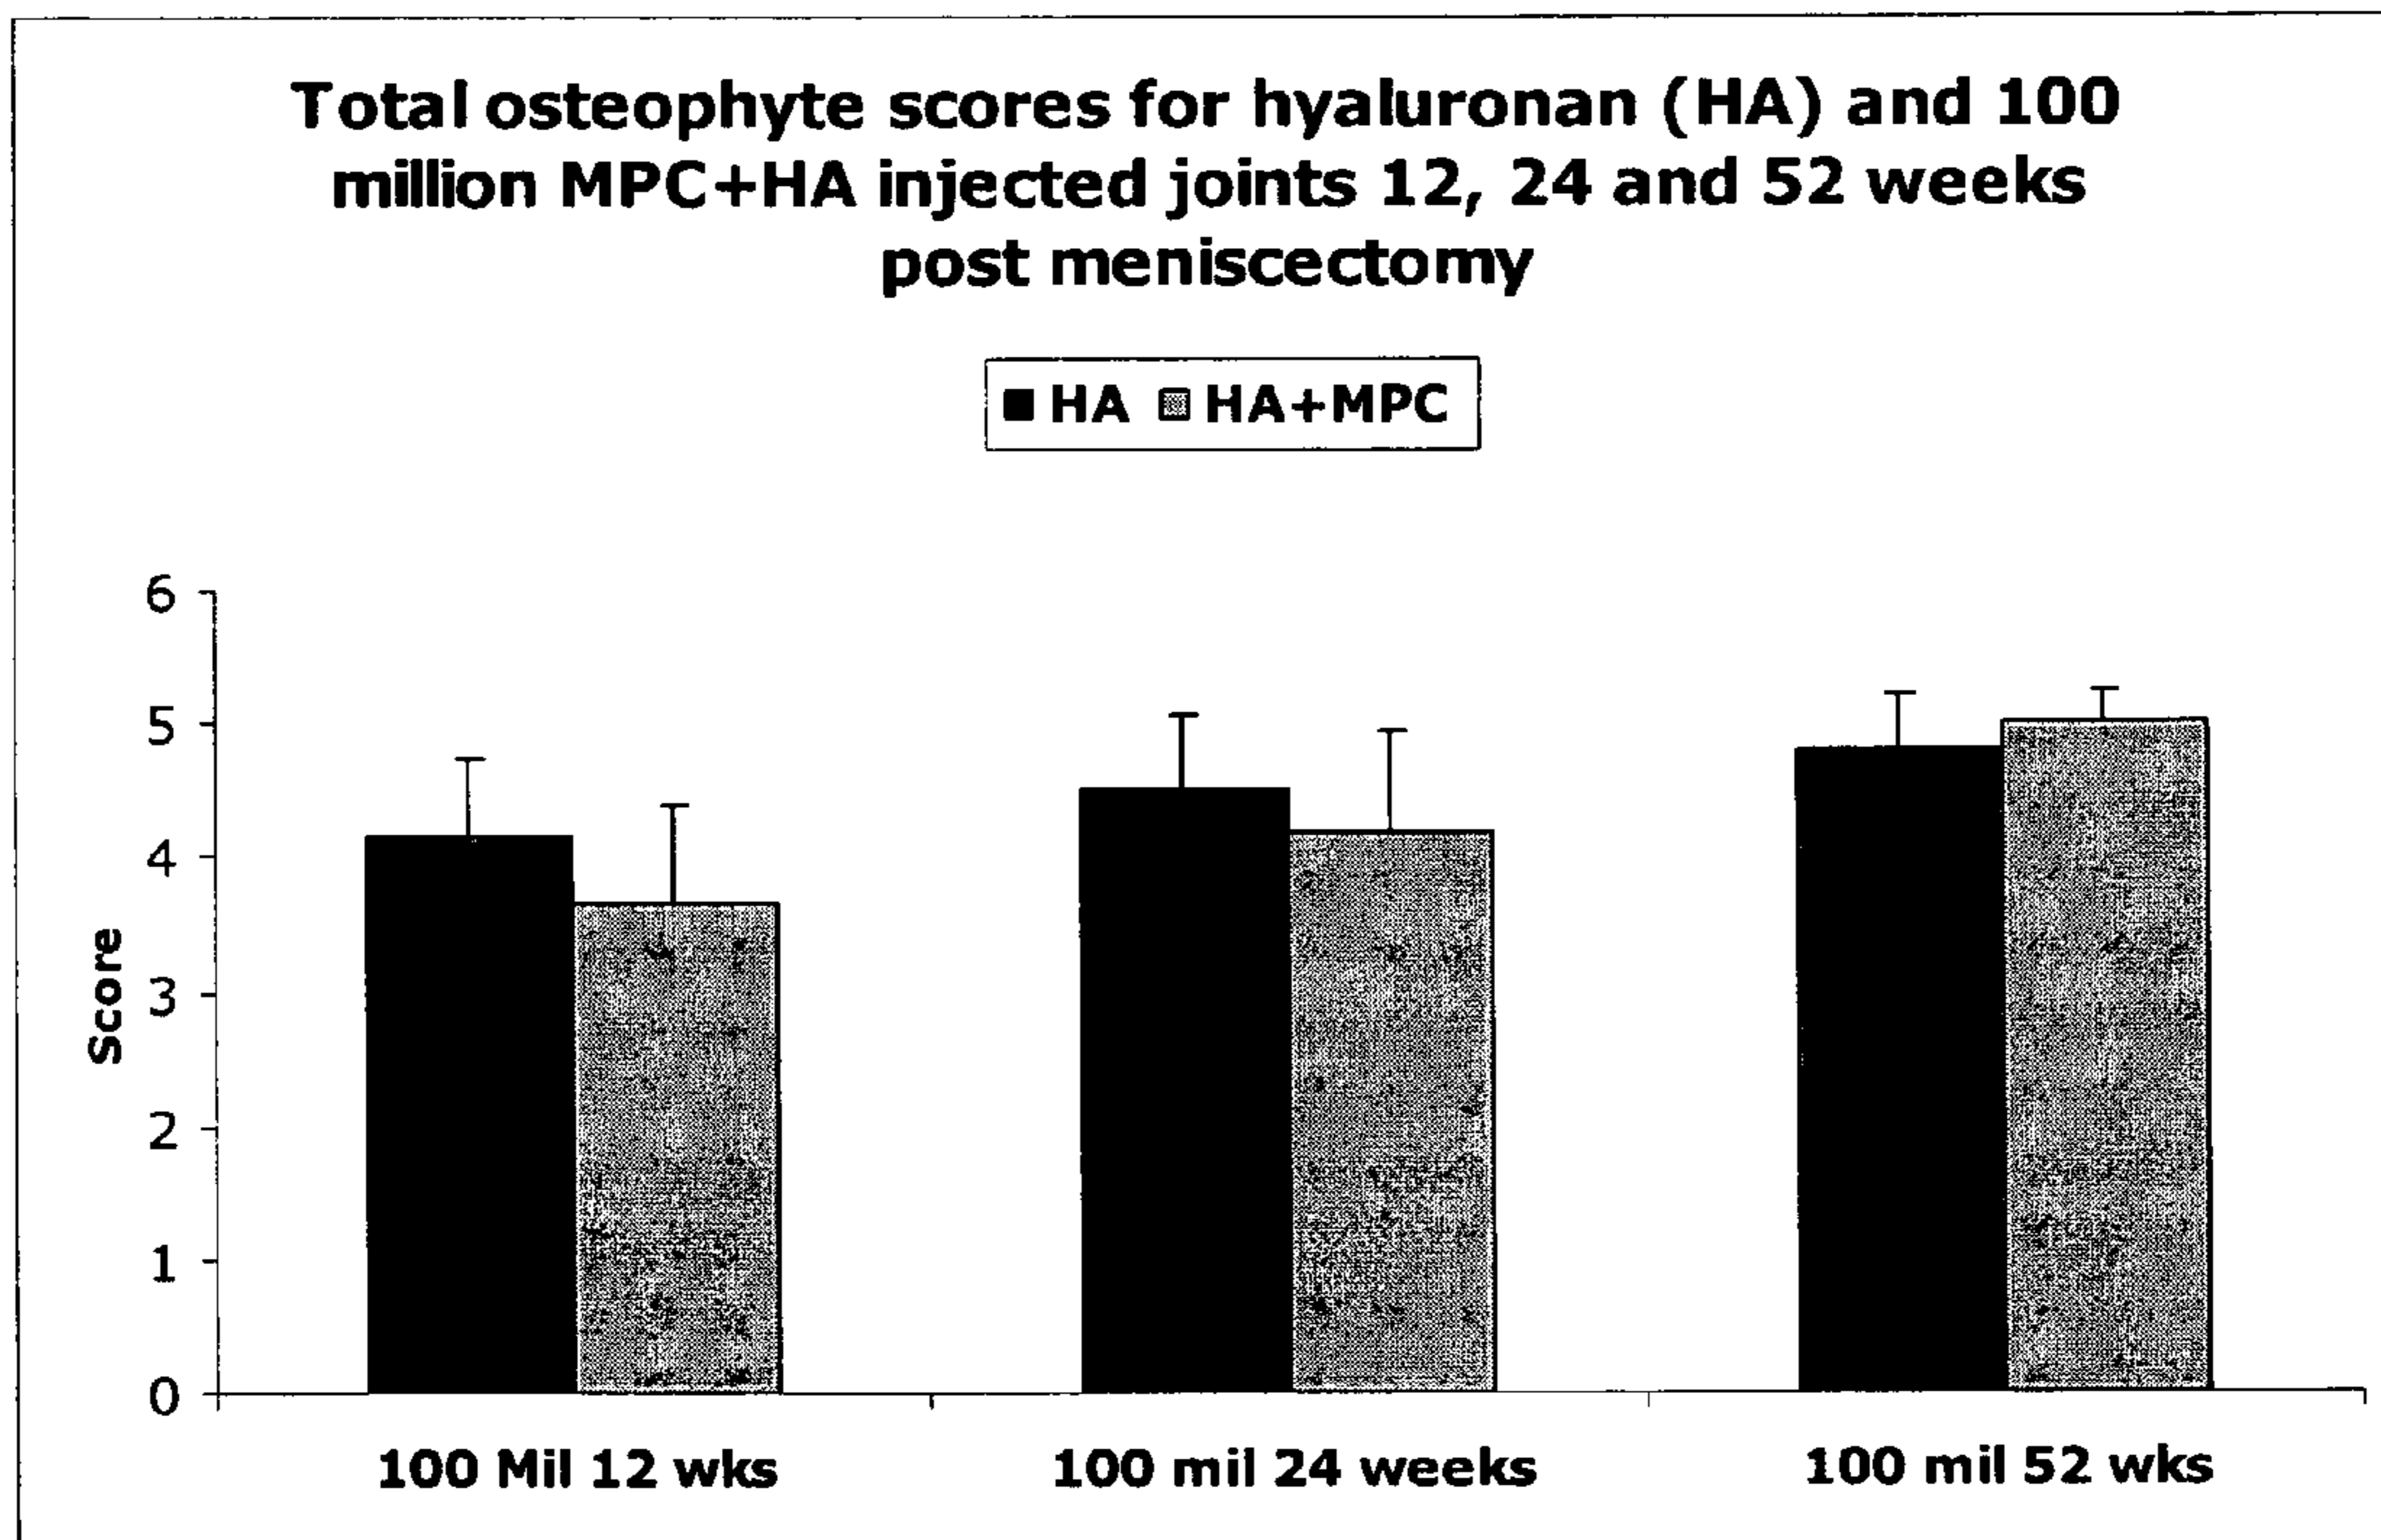 Total osteophyte scores for hyaluronan (HA) and 100
million MPC+HA injected joints 12, 24 and 52 weeks
post meniscectomy
HA HA+MPC
6
5
4
3
2
1
0
Score
100 Mil 12 wks 100 mil 24 weeks 100 mil 52 wks